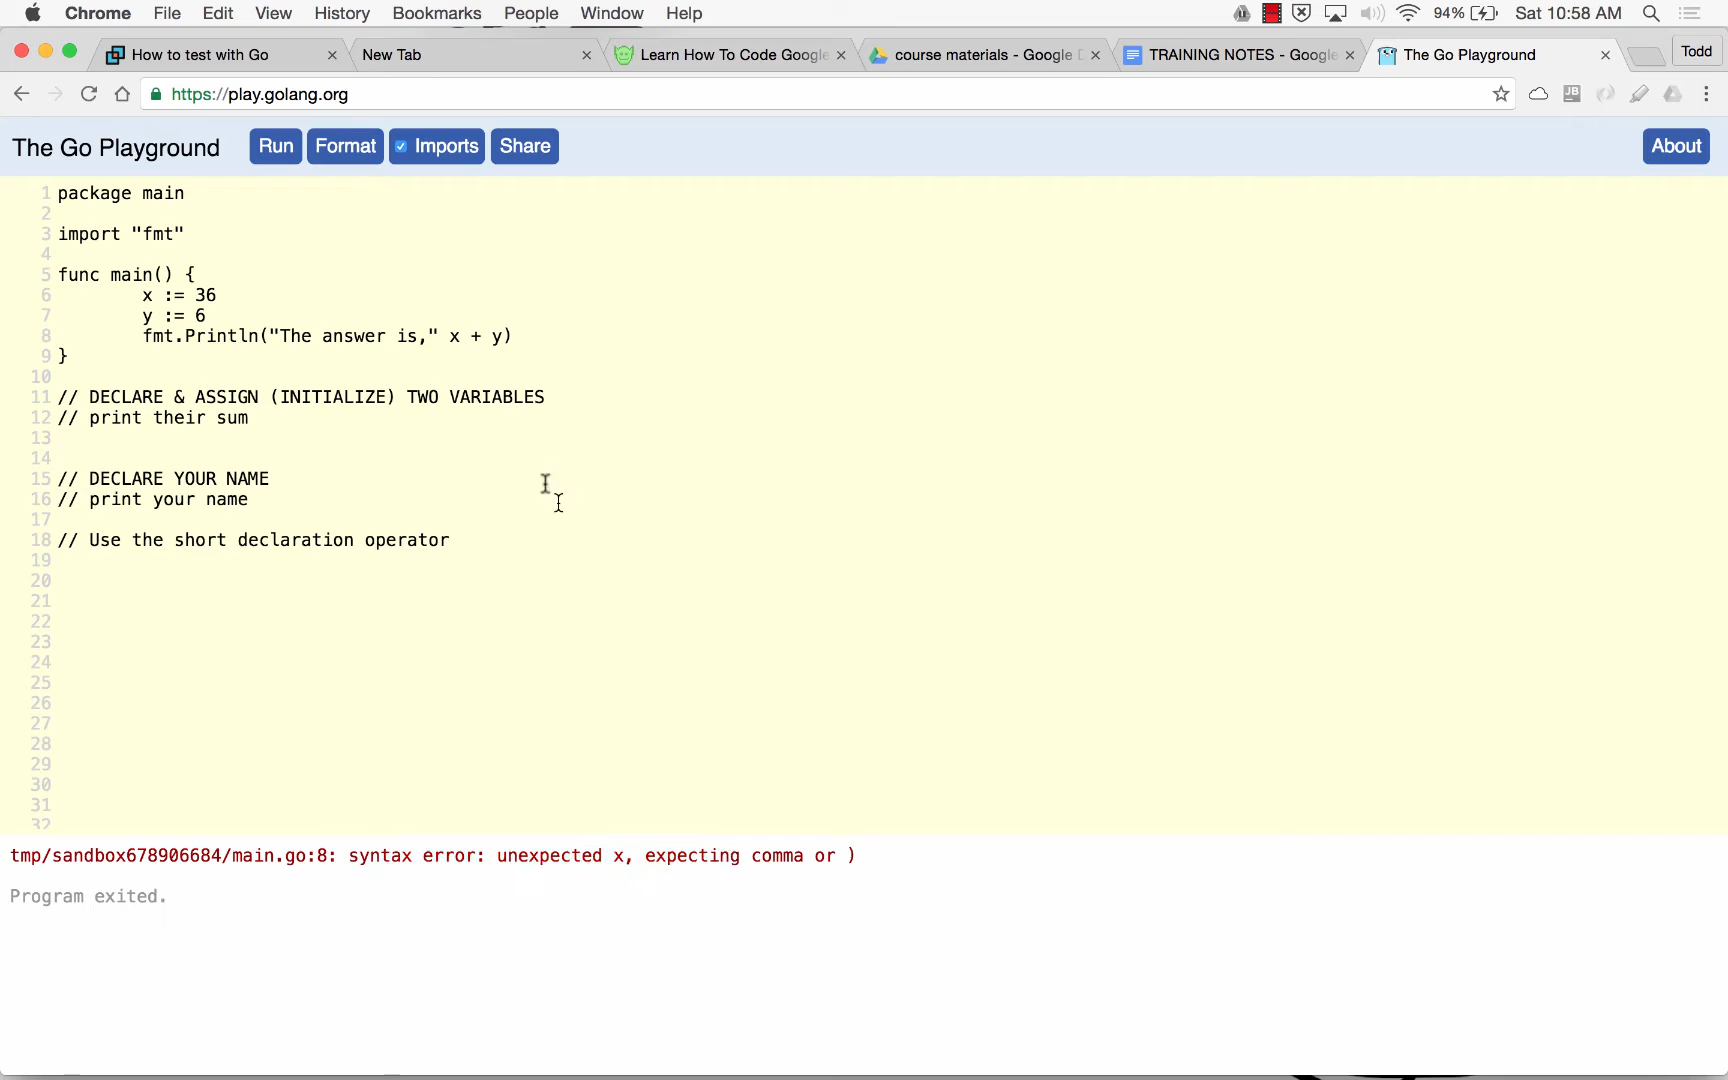 Chrome File Edit View History Bookmarks People Window Help 94% Sat 10:58 AM
How to test with Go New Tab Learn How To Code Google course materials - Google D TRAINING NOTES - Google The Go Playground Todd
https://play.golang.org JB
The Go Playground Run Format Imports Share About
1 package main
2
3 import "fmt"
4
5 func main() {
6 x := 36
7 y := 6
8 fmt.Println("The answer is," x + y)
9 }
10
11 // DECLARE & ASSIGN (INITIALIZE) TWO VARIABLES
12 // print their sum
13
14
15 // DECLARE YOUR NAME
16 // print your name
17
18 // Use the short declaration operator
19
20
21
22
23
24
25
26
27
28
29
30
31
32
tmp/sandbox678906684/main.go:8: syntax error: unexpected x, expecting comma or )
Program exited.